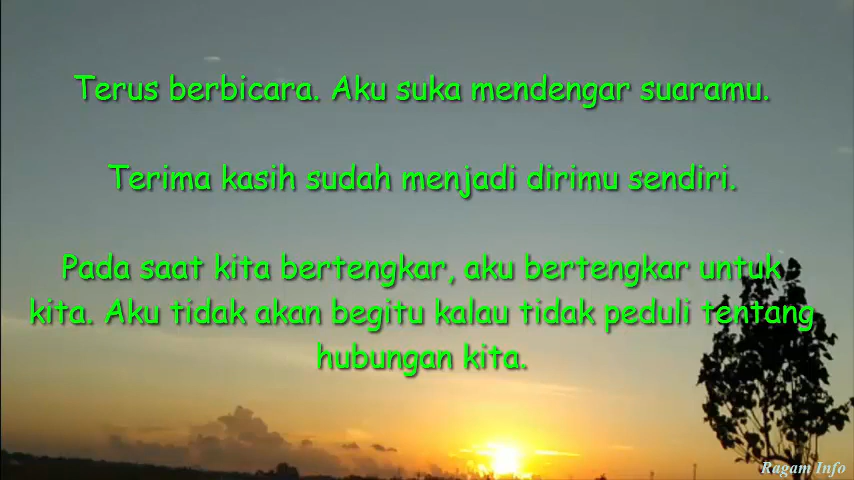 Terus berbicara. Aku suka mendengar suaramu.
Terima kasih sudah menjadi dirimu sendiri.
Pada saat kita bertengkar, aku bertengkar untuk
kita. Aku tidak akan begitu kalau tidak peduli tentang
hubungan kita.
Ragam Info